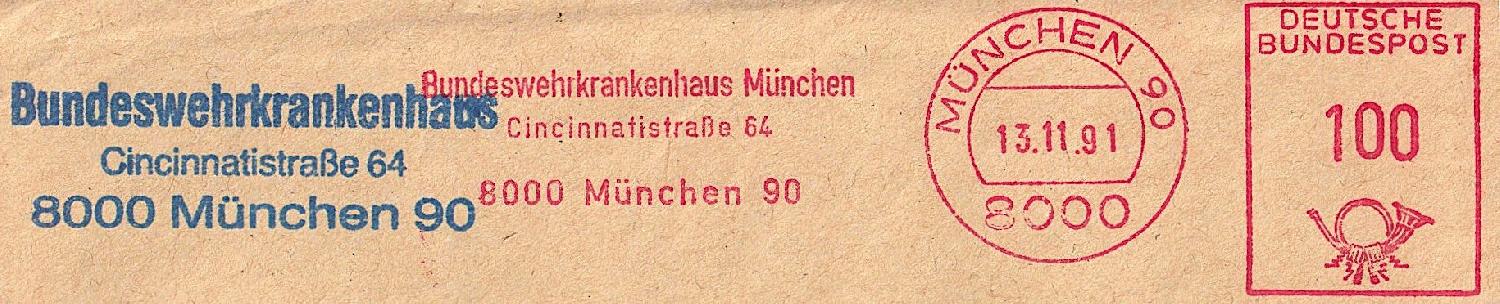 Bundeswehrkrankenhaus
Cincinnatistraße 64
8000 München 90
Bundeswehrkrankenhaus München
Cincinnatistraße 64
8000 München 90
MÜNCHEN 90
13.11.91
8000
DEUTSCHE
BUNDESPOST
100